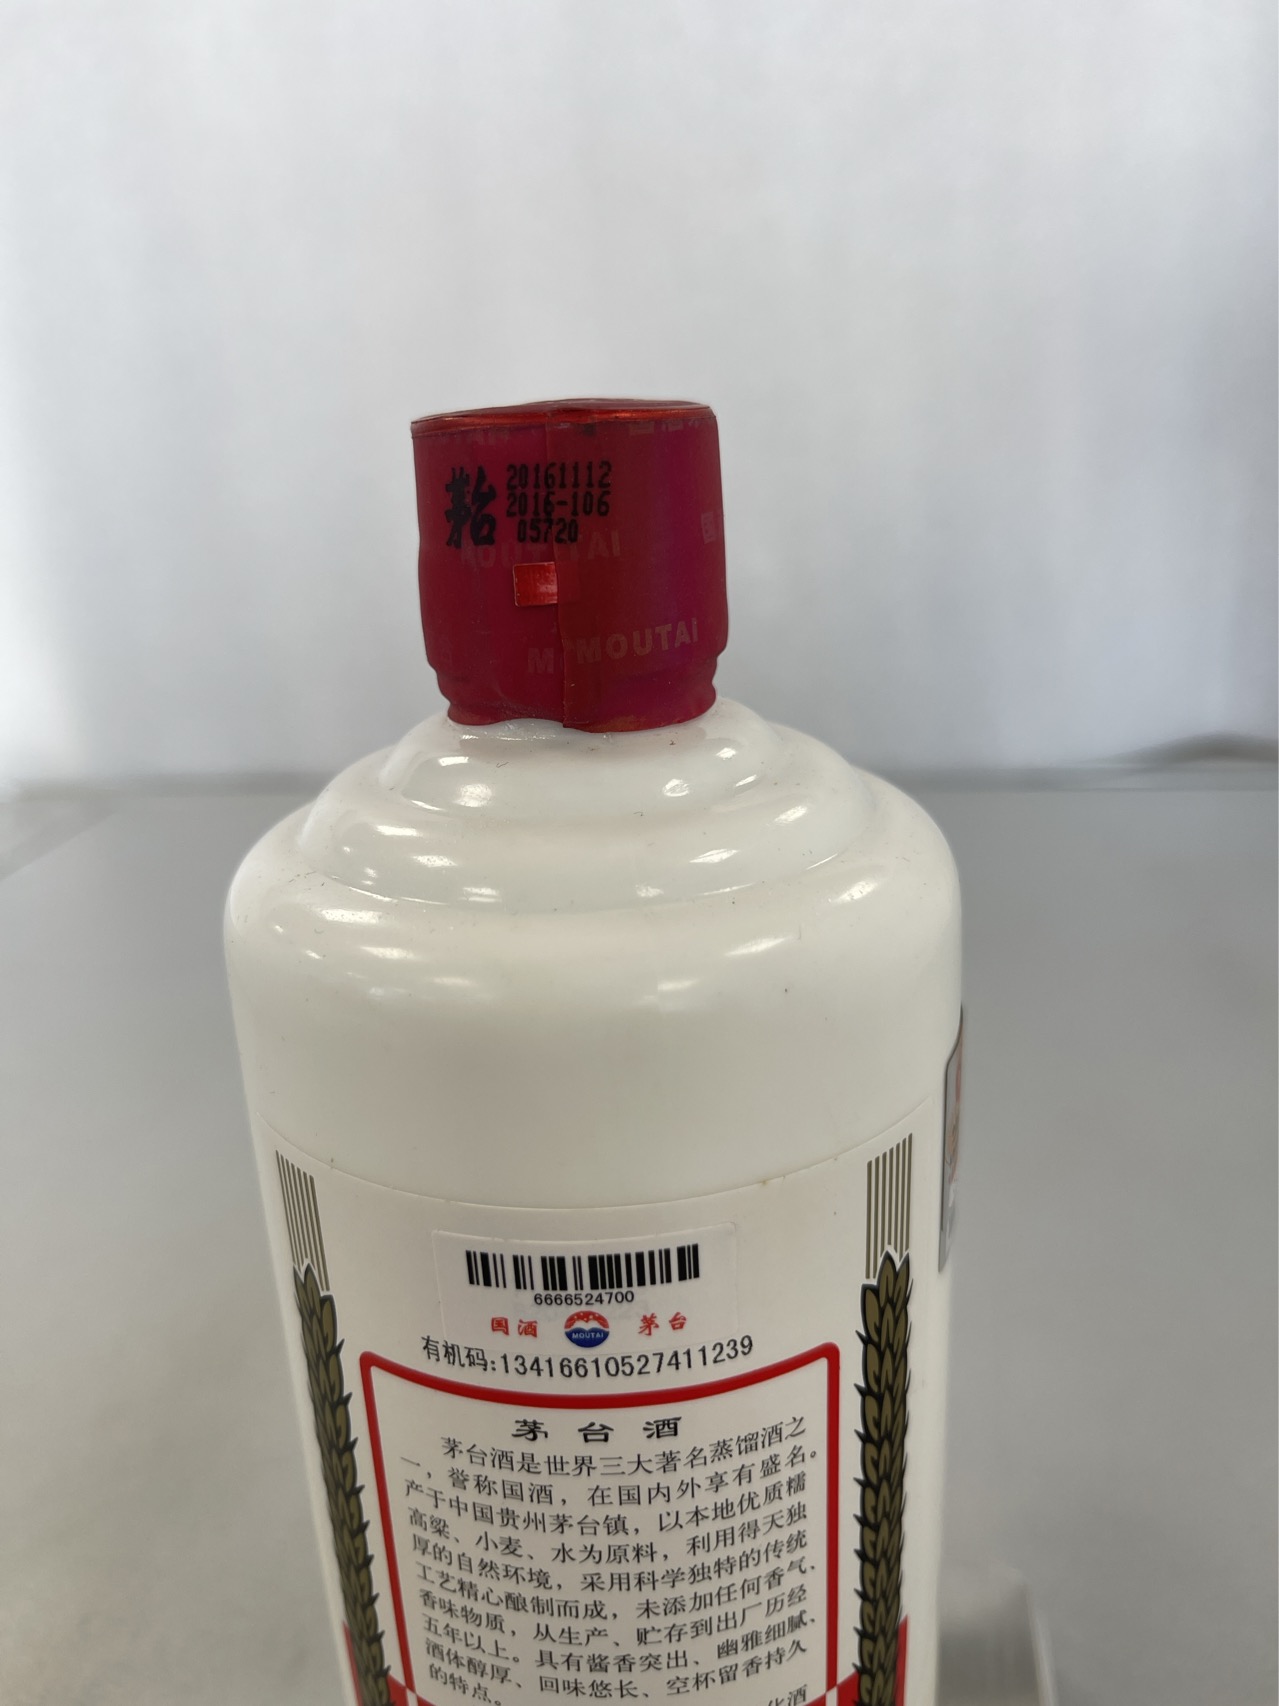 茅台
20161112
2016-106
05720
MOUTAI
MOUTAI
6666524700
国酒 MOUTAI 茅台
有机码:13416610527411239
茅台酒
茅台酒是世界三大著名蒸馏酒之
一，誉称国酒，在国内外享有盛名。
产于中国贵州茅台镇，以本地优质糯
高粱、小麦、水为原料，利用得天独
厚的自然环境，采用科学独特的传统
工艺精心酿制而成，未添加任何香气、
香味物质，从生产、贮存到出厂历经
五年以上。具有酱香突出、幽雅细腻、
酒体醇厚、回味悠长、空杯留香持久
的特点。
化酒